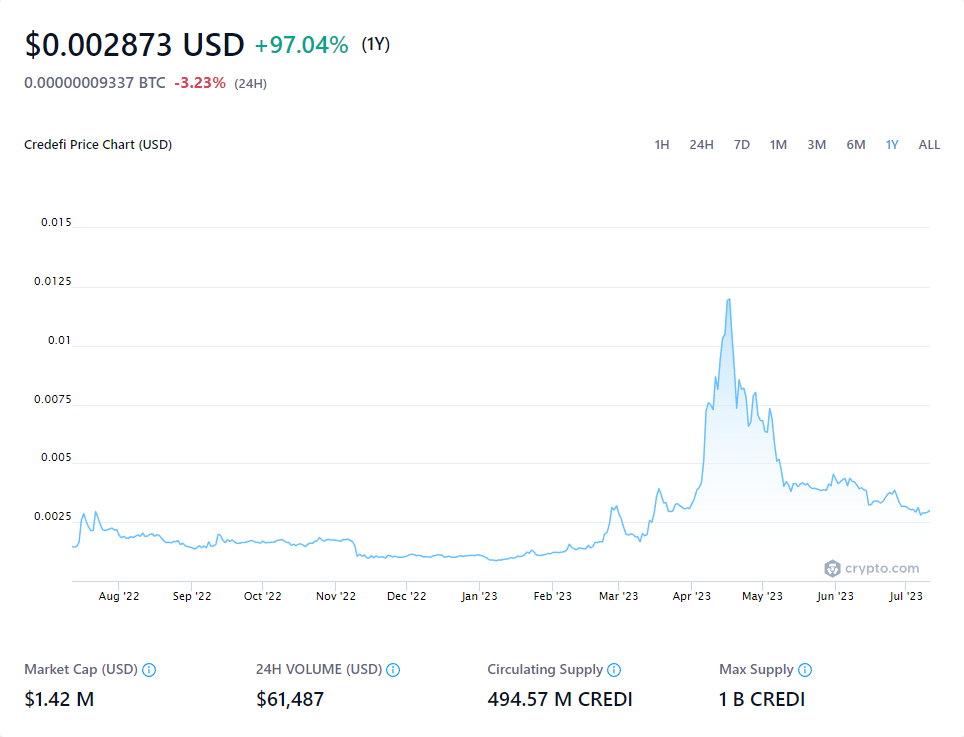 $0.002873 USD +97.04% (1Y)
0.00000009337 BTC -3.23% (24H)
Credefi Price Chart (USD) 1H 24H 7D 1M 3M 6M 1Y ALL
0.015
0.0125
0.01
0.0075
0.005
0.0025
crypto.com
Aug '22 Sep '22 Oct '22 Nov '22 Dec '22 Jan '23 Feb '23 Mar '23 Apr '23 May '23 Jun '23 Jul '23
Market Cap (USD) 24H VOLUME (USD) Circulating Supply Max Supply
$1.42 M $61,487 494.57 M CREDI 1 B CREDI